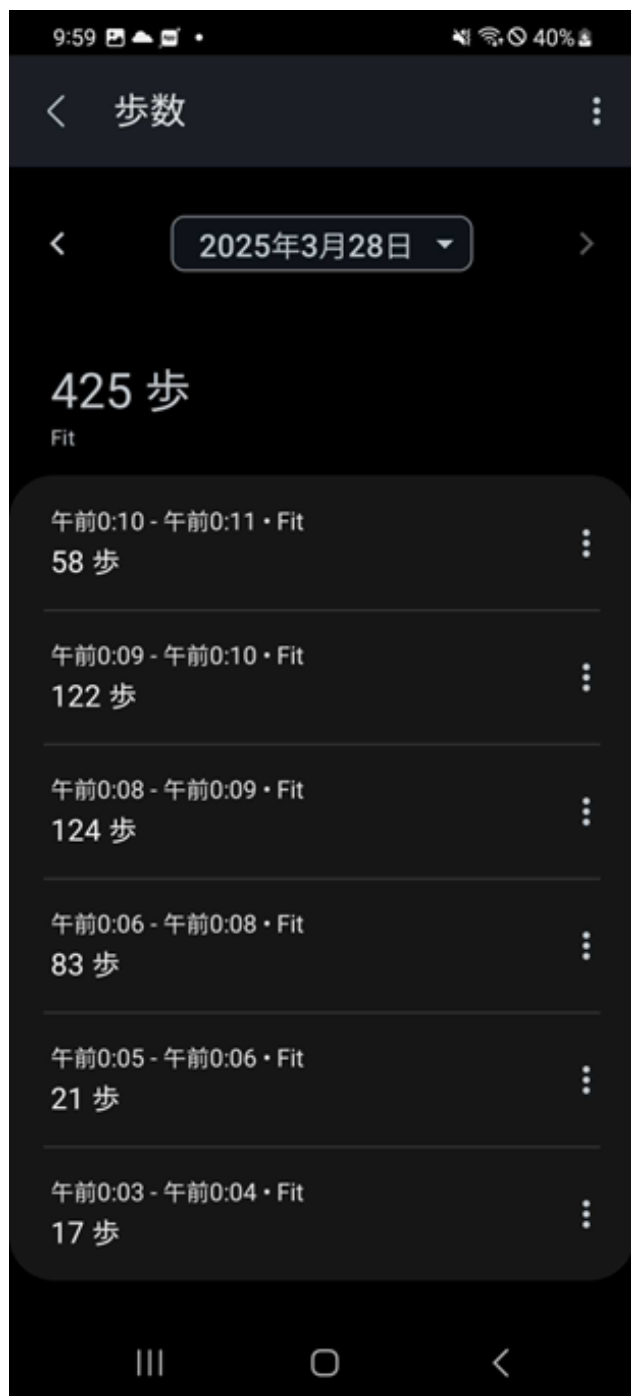 9:59
40%
歩数
2025年3月28日
425 歩
Fit
午前0:10 - 午前0:11 • Fit
58 歩
午前0:09 - 午前0:10 • Fit
122 歩
午前0:08 - 午前0:09 • Fit
124 歩
午前0:06 - 午前0:08 • Fit
83 歩
午前0:05 - 午前0:06 • Fit
21 歩
午前0:03 - 午前0:04 • Fit
17 歩